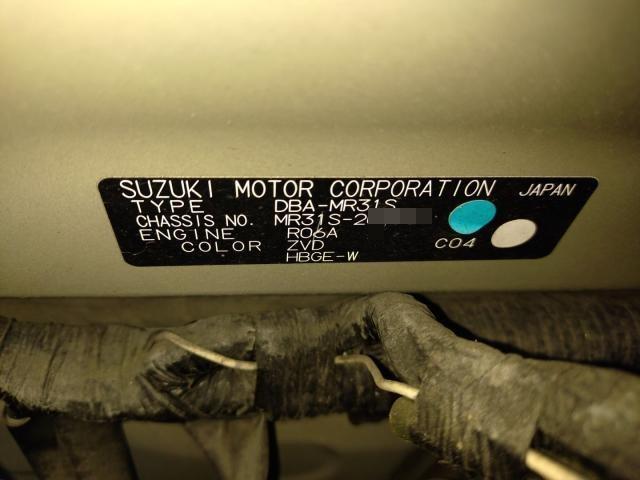 SUZUKI MOTOR CORPORATION JAPAN
TYPE DBA-MR31S
CHASSIS NO. MR31S-2
ENGINE R06A
COLOR ZVD C04
HBGE-W